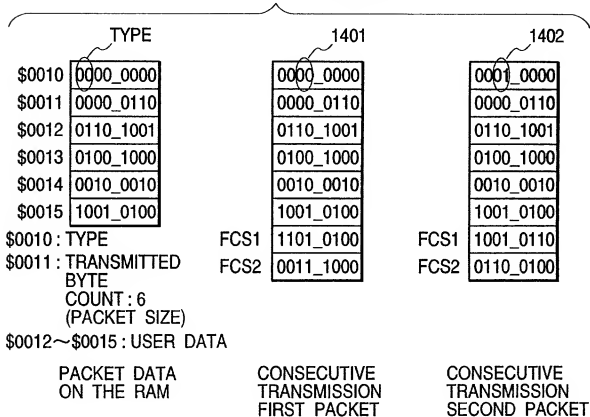 TYPE
1401
1402
$0010 0000_0000
$0011 0000_0110
$0012 0110_1001
$0013 0100_1000
$0014 0010_0010
$0015 1001_0100
0000_0000
0000_0110
0110_1001
0100_1000
0010_0010
1001_0100
FCS1 1101_0100
FCS2 0011_1000
0001_0000
0000_0110
0110_1001
0100_1000
0010_0010
1001_0100
FCS1 1001_0110
FCS2 0110_0100
$0010 : TYPE
$0011 : TRANSMITTED
BYTE
COUNT : 6
(PACKET SIZE)
$0012~$0015 : USER DATA
PACKET DATA
ON THE RAM
CONSECUTIVE
TRANSMISSION
FIRST PACKET
CONSECUTIVE
TRANSMISSION
SECOND PACKET